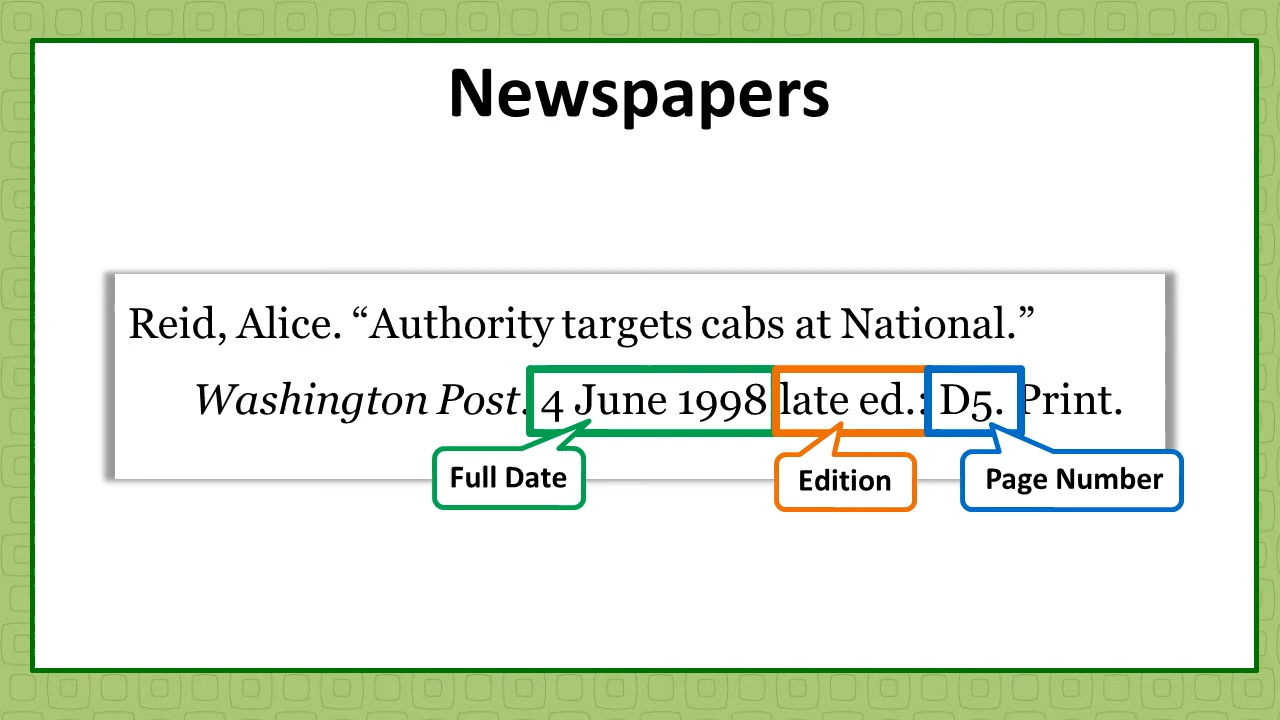 Newspapers
Reid, Alice. “Authority targets cabs at National.”
Washington Post. 4 June 1998 late ed.: D5. Print.
Full Date
Edition
Page Number